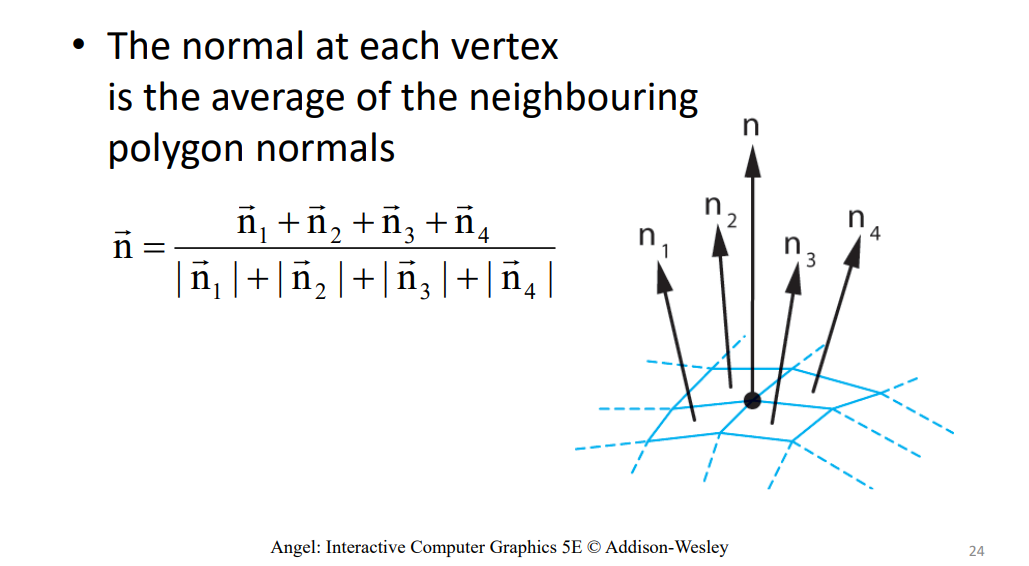 • The normal at each vertex
is the average of the neighbouring
polygon normals
n⃗ = (n⃗₁ + n⃗₂ + n⃗₃ + n⃗₄) / (|n⃗₁| + |n⃗₂| + |n⃗₃| + |n⃗₄|)
n
n₂
n₁
n₃
n₄
Angel: Interactive Computer Graphics 5E © Addison-Wesley
24